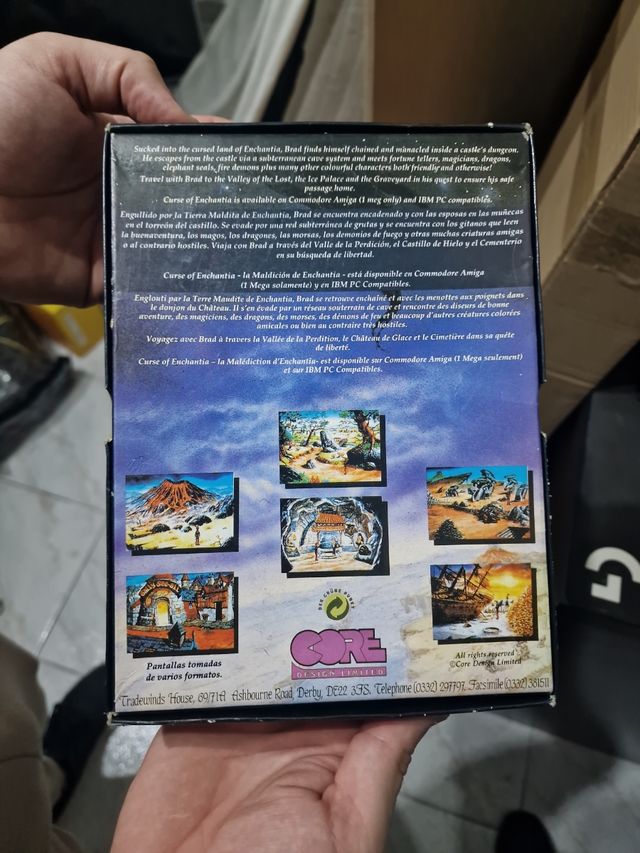 Sucked into the cursed land of Enchantia, Brad finds himself chained and manacled inside a castle's dungeon.
He escapes from the castle via a subterranean cave system and meets fortune tellers, magicians, dragons,
elephant seals, fire demons plus many other colourful characters both friendly and otherwise!
Travel with Brad to the Valley of the Lost, the Ice Palace and the Graveyard in his quest to ensure his safe
passage home.
Curse of Enchantia is available on Commodore Amiga (1 meg only) and IBM PC compatibles.
Engullido por la Tierra Maldita de Enchantia, Brad se encuentra encadenado y con las esposas en las muñecas
en el torreón del castillo. Se evade por una red subterránea de grutas y se encuentra con los gitanos que leen
la buenaventura, los magos, los dragones, las morsas, los demonios de fuego y otras muchas criaturas amigas
o al contrario hostiles. Viaja con Brad a través del Valle de la Perdición, el Castillo de Hielo y el Cementerio
en su búsqueda de libertad.
Curse of Enchantia - la Maldición de Enchantia - está disponible en Commodore Amiga
(1 Mega solamente) y en IBM PC Compatibles.
Englouti par la Terre Maudite de Enchantia, Brad se retrouve enchaîné et avec les menottes aux poignets dans
le donjon du Château. Il s'en évade par un réseau souterrain de cave et rencontre des diseurs de bonne
aventure, des magiciens, des dragons, des morses, des démons de feu et beaucoup d'autres créatures colorées
amicales ou bien au contraire très hostiles.
Voyagez avec Brad à travers la Vallée de la Perdition, le Château de Glace et le Cimetière dans sa quête
de liberté.
Curse of Enchantia – la Malédiction d'Enchantia- est disponible sur Commodore Amiga (1 Mega seulement)
et sur IBM PC Compatibles.
DER GRÜNE PUNKT
CORE
DESIGN LIMITED
Pantallas tomadas
de varios formatos.
All rights reserved
©Core Design Limited
Tradewinds House, 69/71A Ashbourne Road, Derby, DE22 3FS. Telephone (0332) 297797. Facsimile (0332) 381511